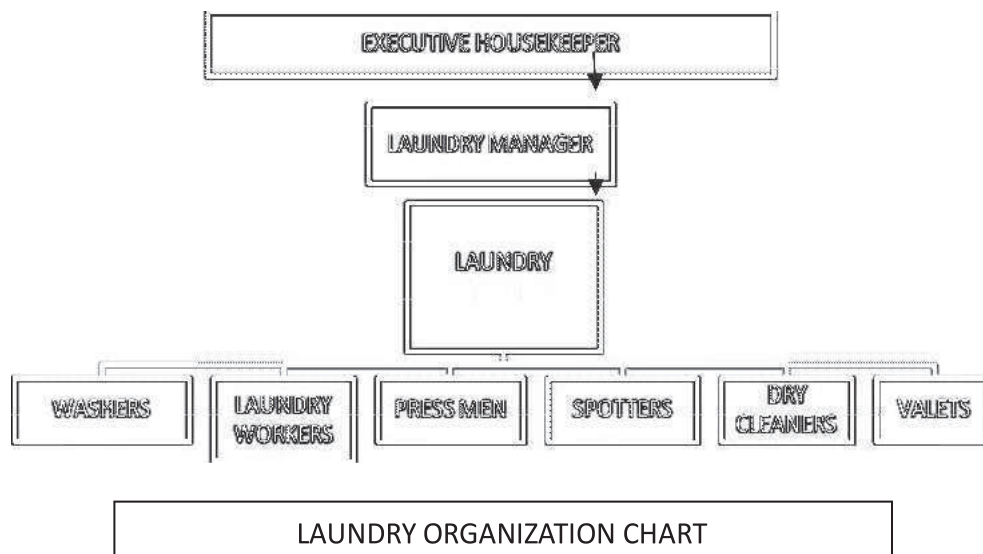 EXECUTIVE HOUSEKEEPER
LAUNDRY MANAGER
LAUNDRY
WASHERS
LAUNDRY
WORKERS
PRESS MEN
SPOTTERS
DRY
CLEANERS
VALETS
LAUNDRY ORGANIZATION CHART